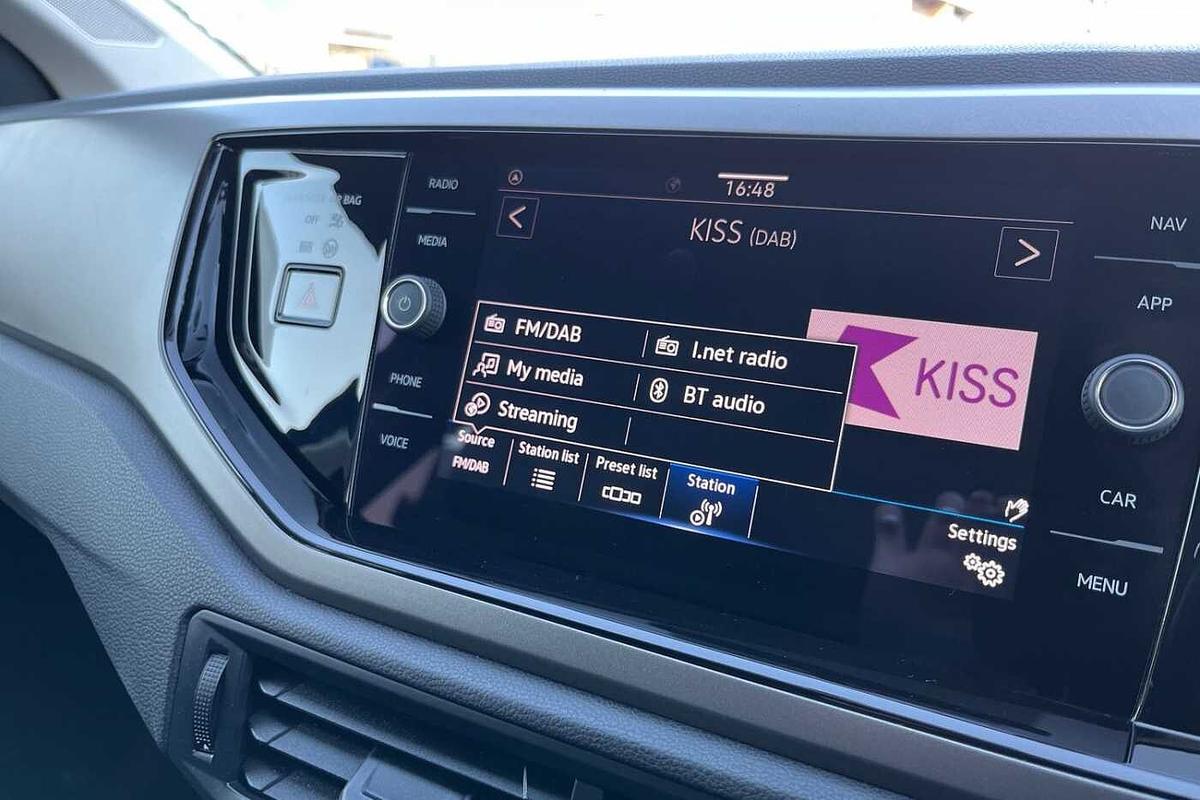 RADIO
MEDIA
PHONE
VOICE
OFF
16:48
KISS (DAB)
FM/DAB
I.net radio
My media
BT audio
Streaming
KISS
Source
FM/DAB
Station list
Preset list
Station
Settings
NAV
APP
CAR
MENU